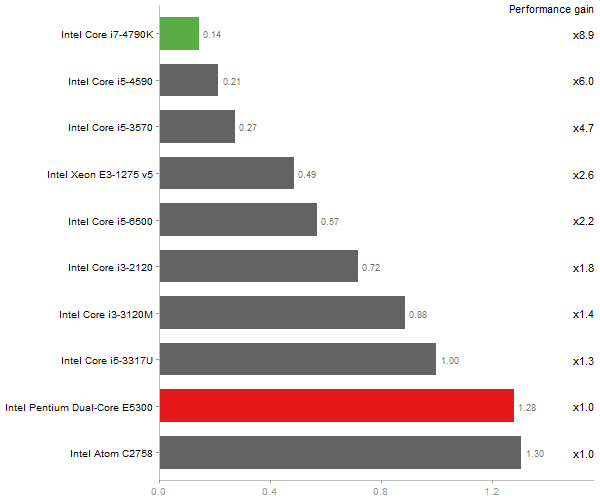 Performance gain
Intel Core i7-4790K 0.14 x8.9
Intel Core i5-4590 0.21 x6.0
Intel Core i5-3570 0.27 x4.7
Intel Xeon E3-1275 v5 0.49 x2.6
Intel Core i5-6500 0.57 x2.2
Intel Core i3-2120 0.72 x1.8
Intel Core i3-3120M 0.88 x1.4
Intel Core i5-3317U 1.00 x1.3
Intel Pentium Dual-Core E5300 1.28 x1.0
Intel Atom C2758 1.30 x1.0
0.0 0.4 0.8 1.2